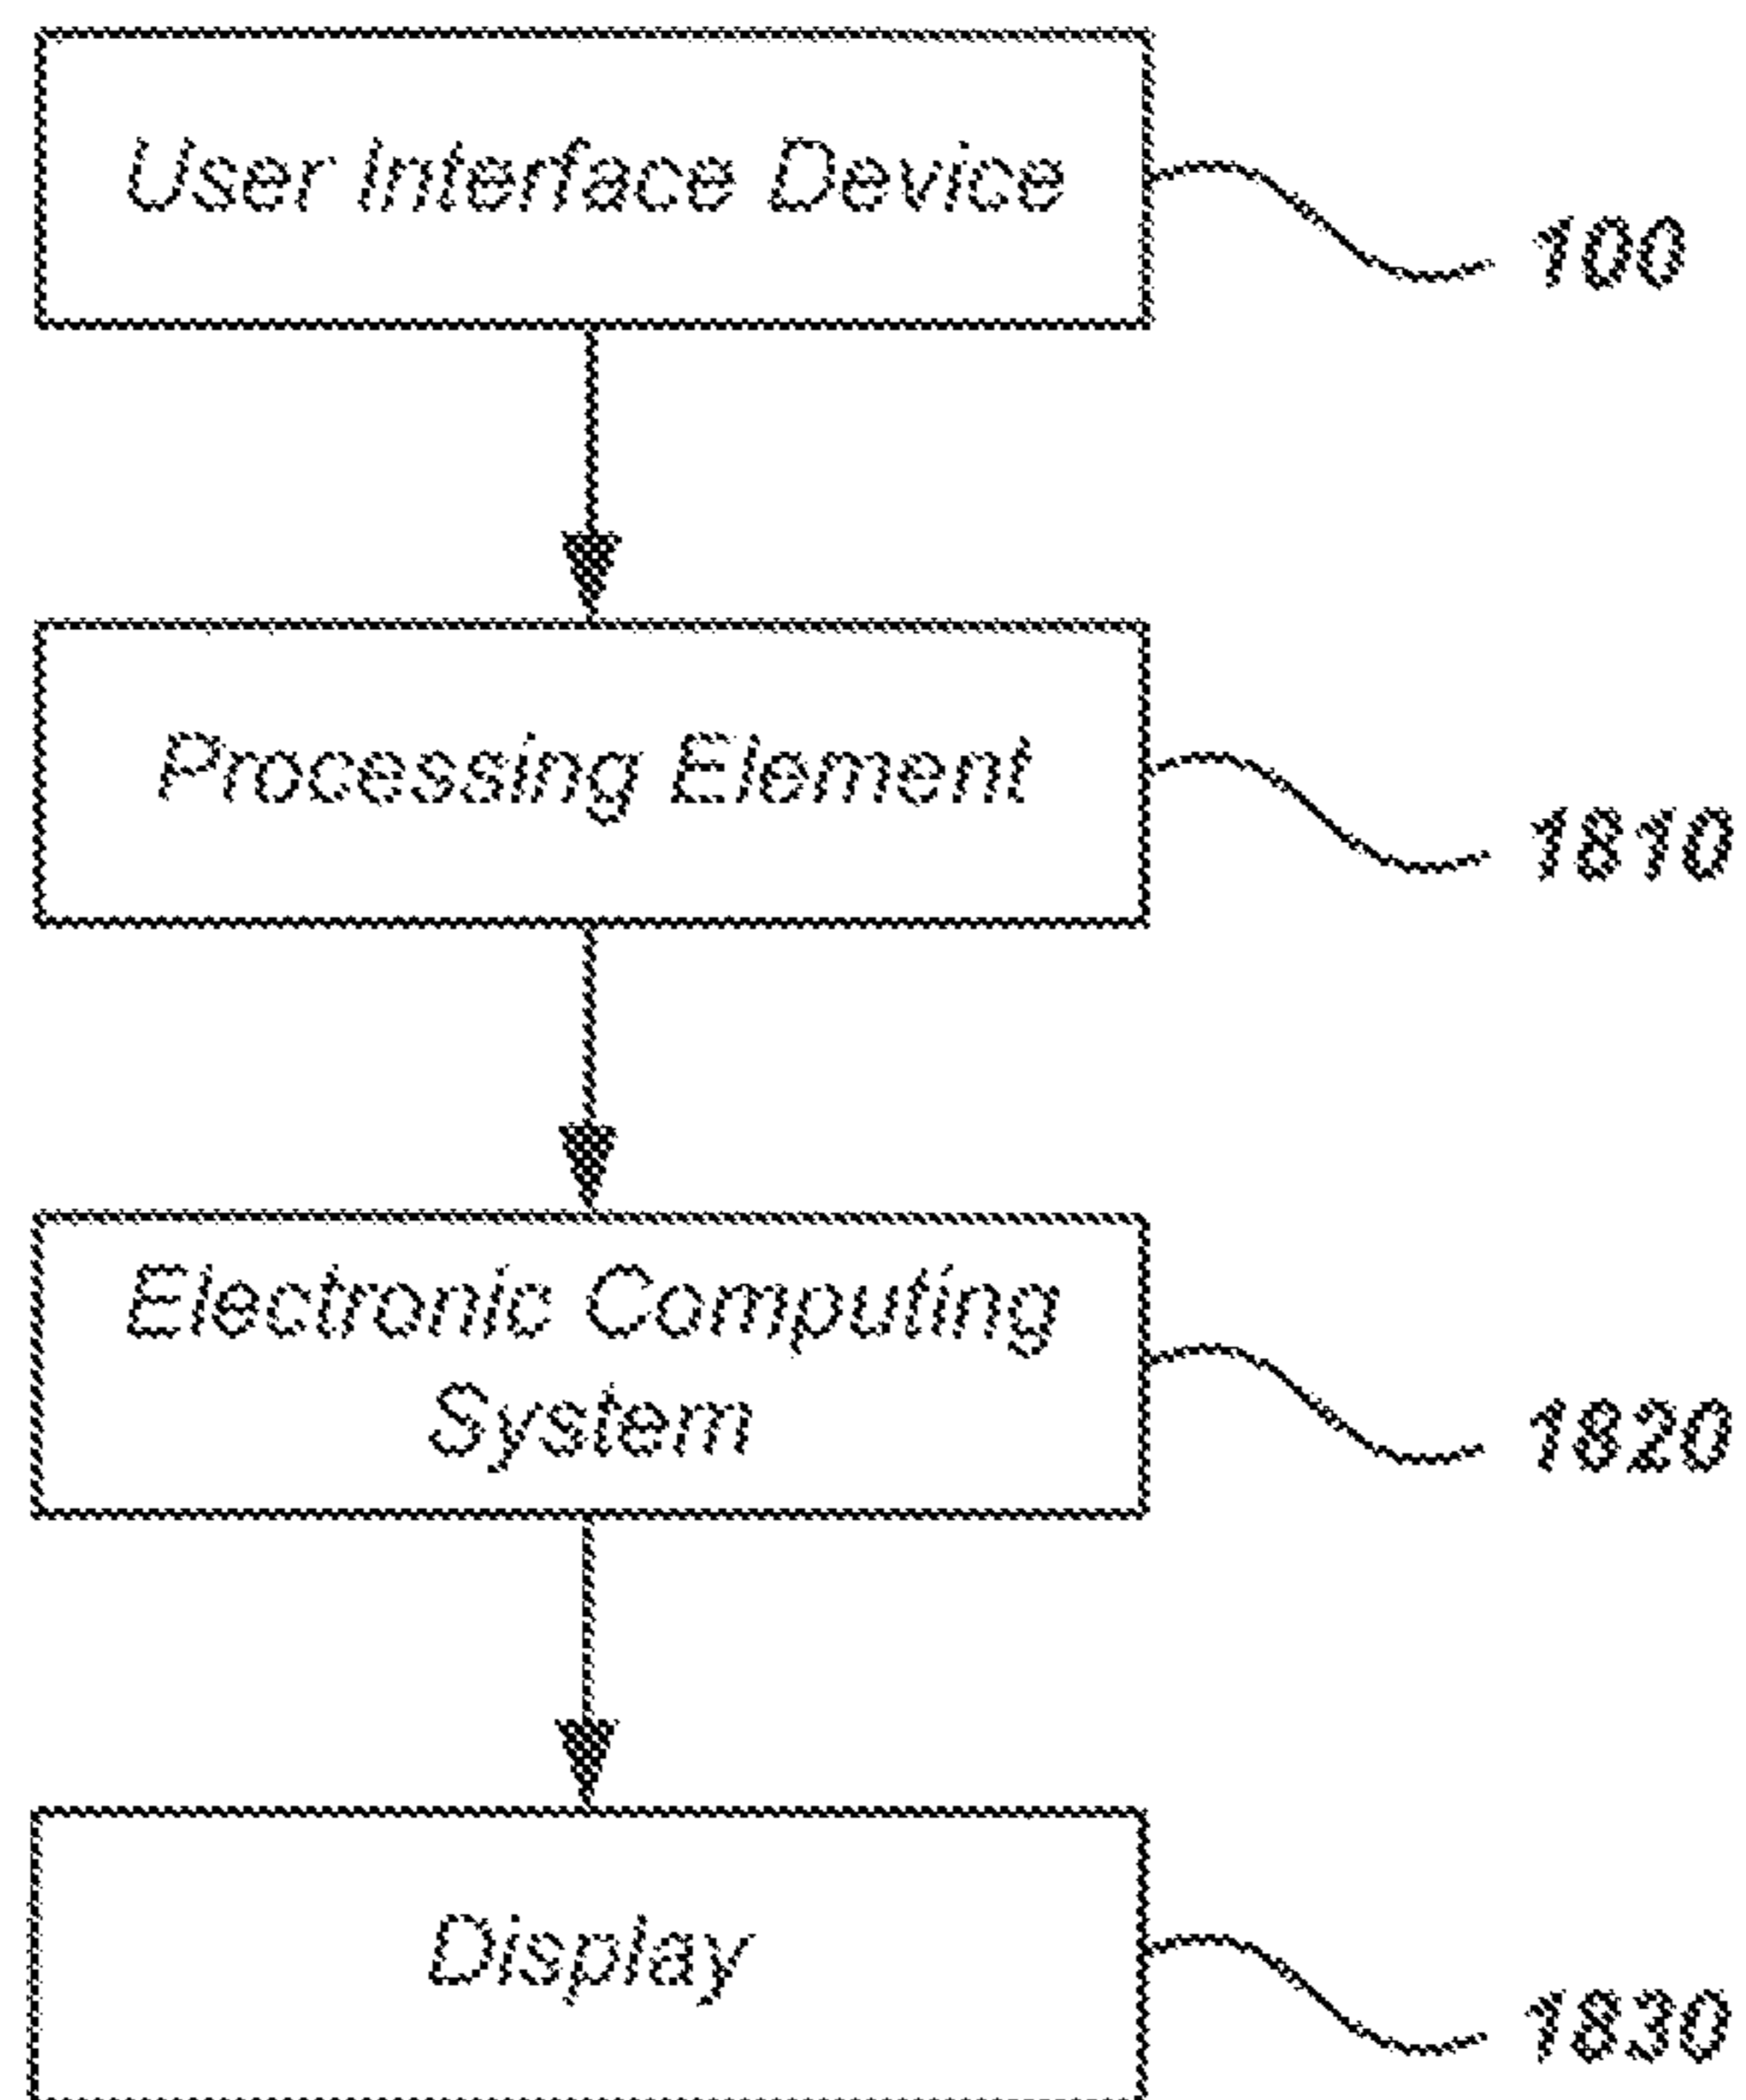 User Interface Device
100
Processing Element
1810
Electronic Computing
System
1820
Display
1830